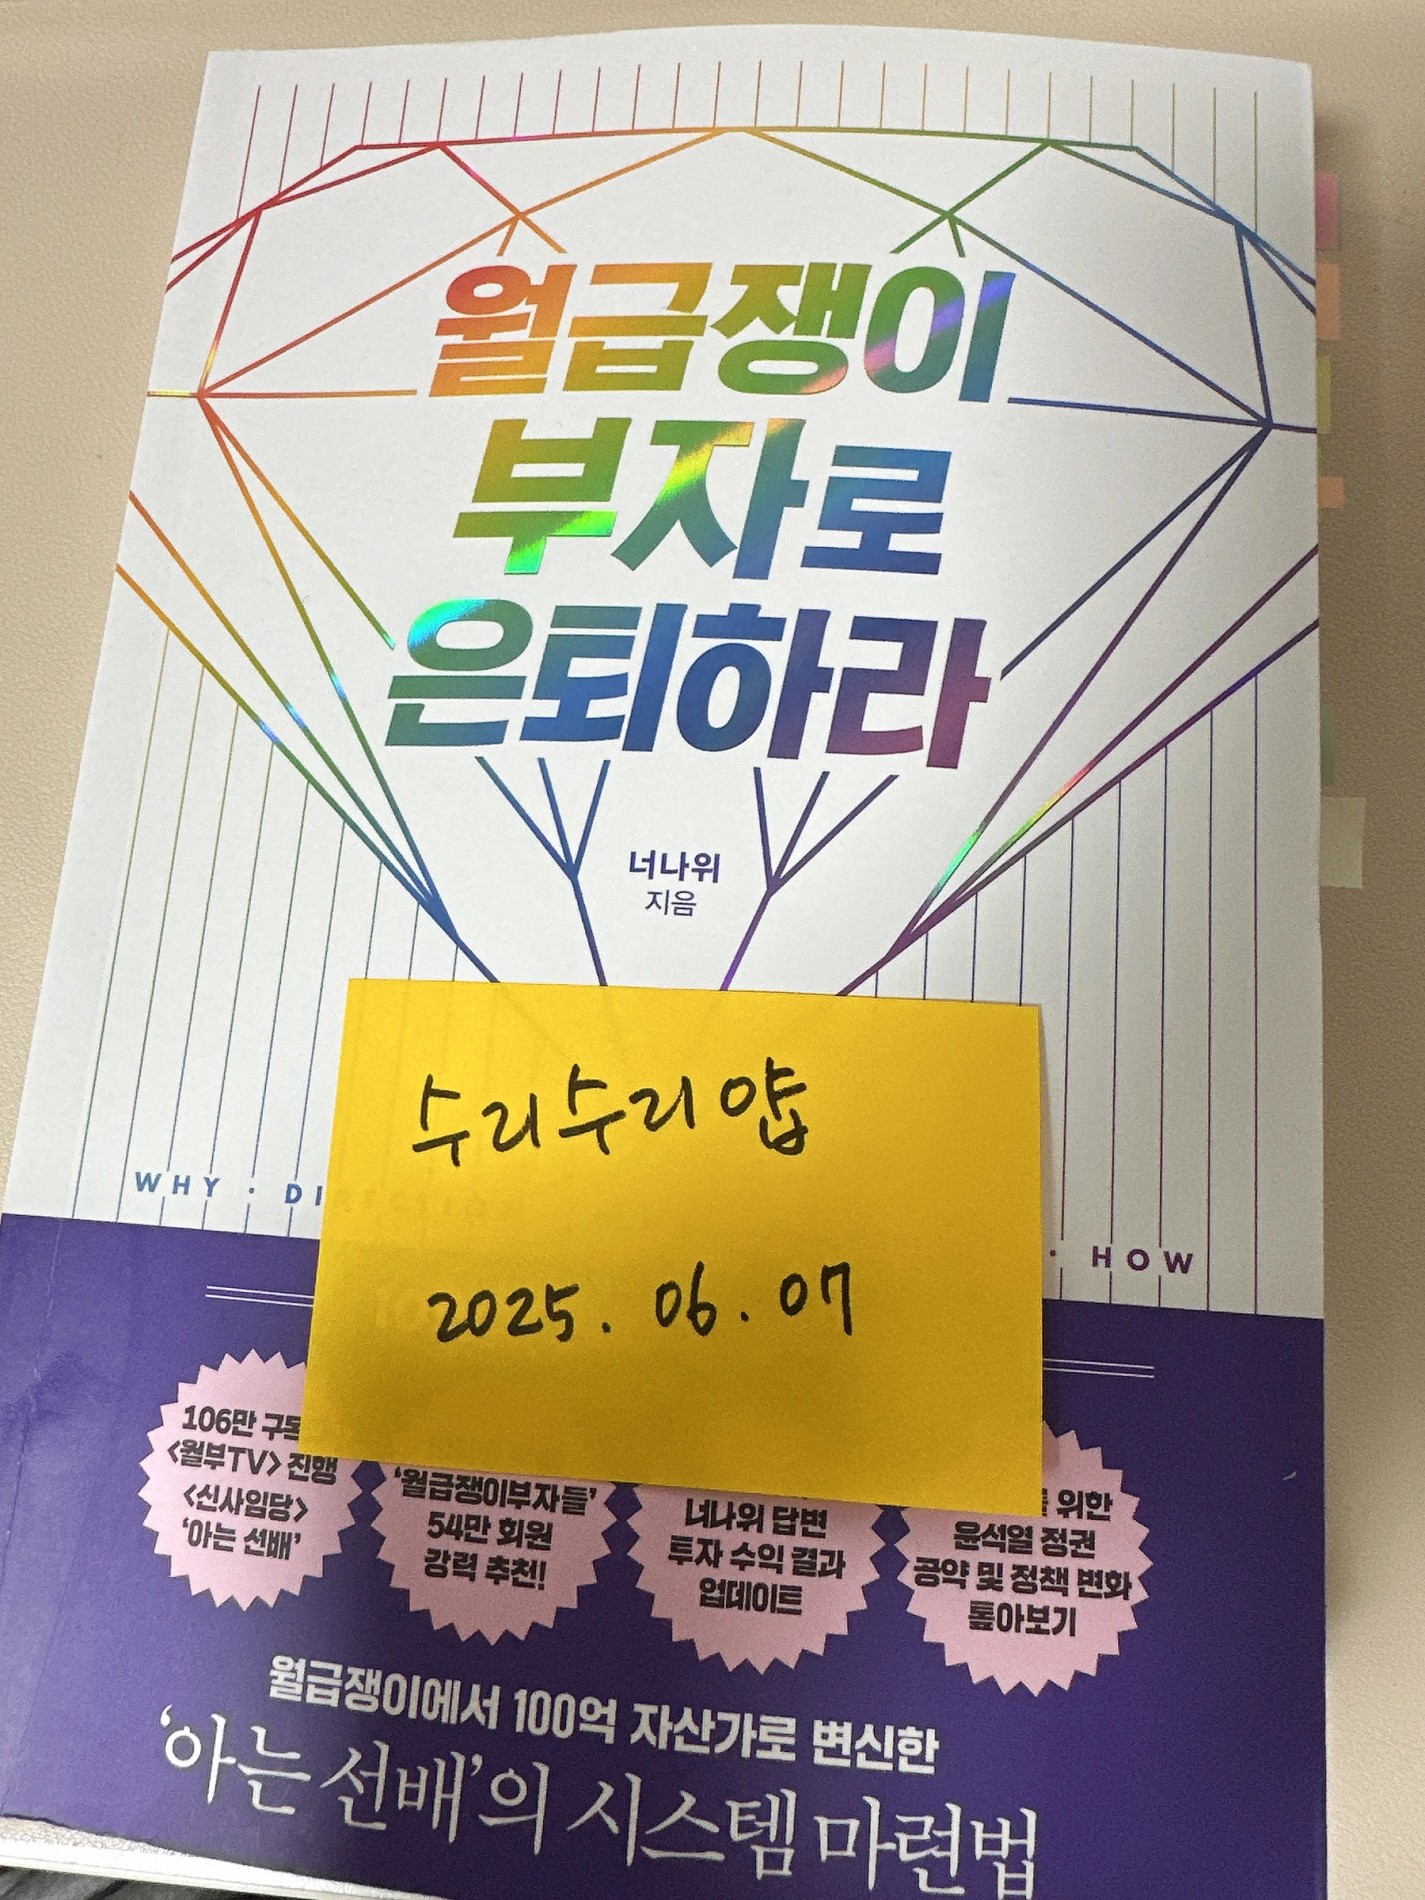 월급쟁이
부자로
은퇴하라
너나위
지음
수리수리얍
2025.06.07
WHY · DI
· HOW
106만
〈월부TV〉 진행
〈신사임당〉
‘아는 선배’
‘월급쟁이부자들’
54만 회원
강력 추천!
너나위 답변
투자 수익 결과
업데이트
위한
윤석열 정권
공약 및 정책 변화
톺아보기
월급쟁이에서 100억 자산가로 변신한
‘아는 선배’의 시스템 마련법